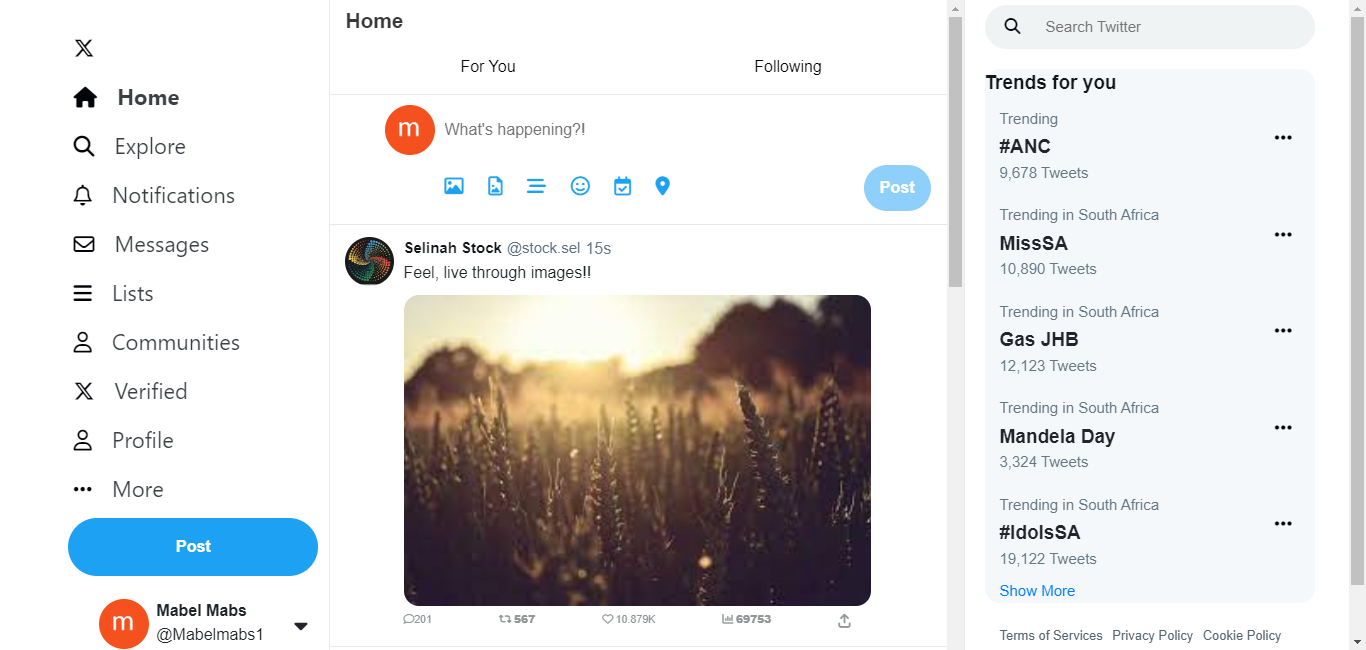 Home
Explore
Notifications
Messages
Lists
Communities
Verified
Profile
More
Post
m
Mabel Mabs
@Mabelmabs1
Home
For You
Following
m
What's happening?!
Post
Selinah Stock @stock.sel 15s
Feel, live through images!!
201
567
10.879K
69753
Search Twitter
Trends for you
Trending
#ANC
9,678 Tweets
Trending in South Africa
MissSA
10,890 Tweets
Trending in South Africa
Gas JHB
12,123 Tweets
Trending in South Africa
Mandela Day
3,324 Tweets
Trending in South Africa
#IdolsSA
19,122 Tweets
Show More
Terms of Services Privacy Policy Cookie Policy